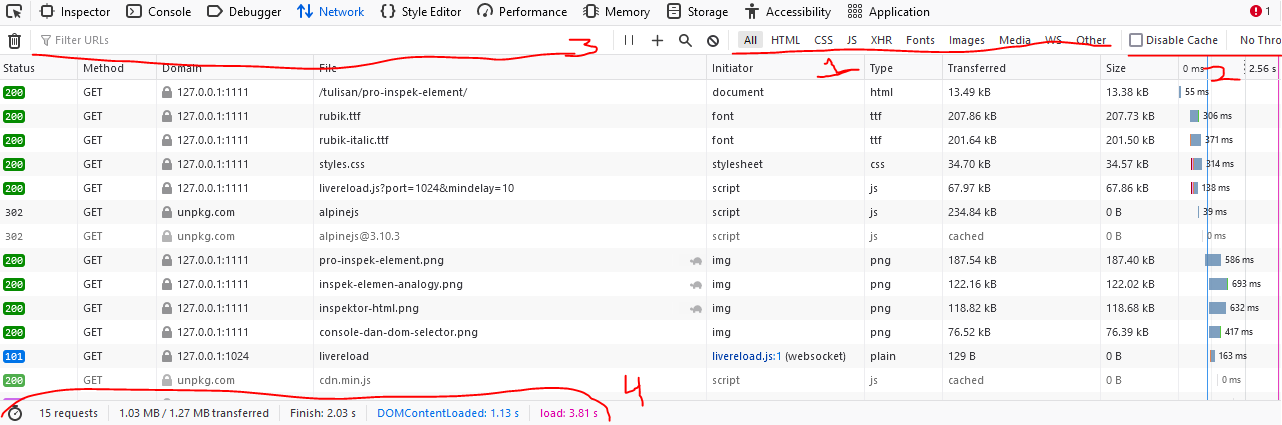 Inspector Console Debugger Network Style Editor Performance Memory Storage Accessibility Application 1
Filter URLs 3 All HTML CSS JS XHR Fonts Images Media WS Other Disable Cache No Thro
Status Method Domain File Initiator 1 Type Transferred Size 0 ms 2 2.56 s
200 GET 127.0.0.1:1111 /tulisan/pro-inspek-element/ document html 13.49 kB 13.38 kB 55 ms
200 GET 127.0.0.1:1111 rubik.ttf font ttf 207.86 kB 207.73 kB 306 ms
200 GET 127.0.0.1:1111 rubik-italic.ttf font ttf 201.64 kB 201.50 kB 371 ms
200 GET 127.0.0.1:1111 styles.css stylesheet css 34.70 kB 34.57 kB 314 ms
200 GET 127.0.0.1:1111 livereload.js?port=1024&mindelay=10 script js 67.97 kB 67.86 kB 138 ms
302 GET unpkg.com alpinejs script js 234.84 kB 0 B 39 ms
302 GET unpkg.com alpinejs@3.10.3 script js cached 0 B 0 ms
200 GET 127.0.0.1:1111 pro-inspek-element.png img png 187.54 kB 187.40 kB 586 ms
200 GET 127.0.0.1:1111 inspek-elemen-analogy.png img png 122.16 kB 122.02 kB 693 ms
200 GET 127.0.0.1:1111 inspektor-html.png img png 118.82 kB 118.68 kB 632 ms
200 GET 127.0.0.1:1111 console-dan-dom-selector.png img png 76.52 kB 76.39 kB 417 ms
101 GET 127.0.0.1:1024 livereload livereload.js:1 (websocket) plain 129 B 0 B 163 ms
200 GET unpkg.com cdn.min.js script js cached 0 B 0 ms
15 requests 1.03 MB / 1.27 MB transferred Finish: 2.03 s DOMContentLoaded: 1.13 s load: 3.81 s 4